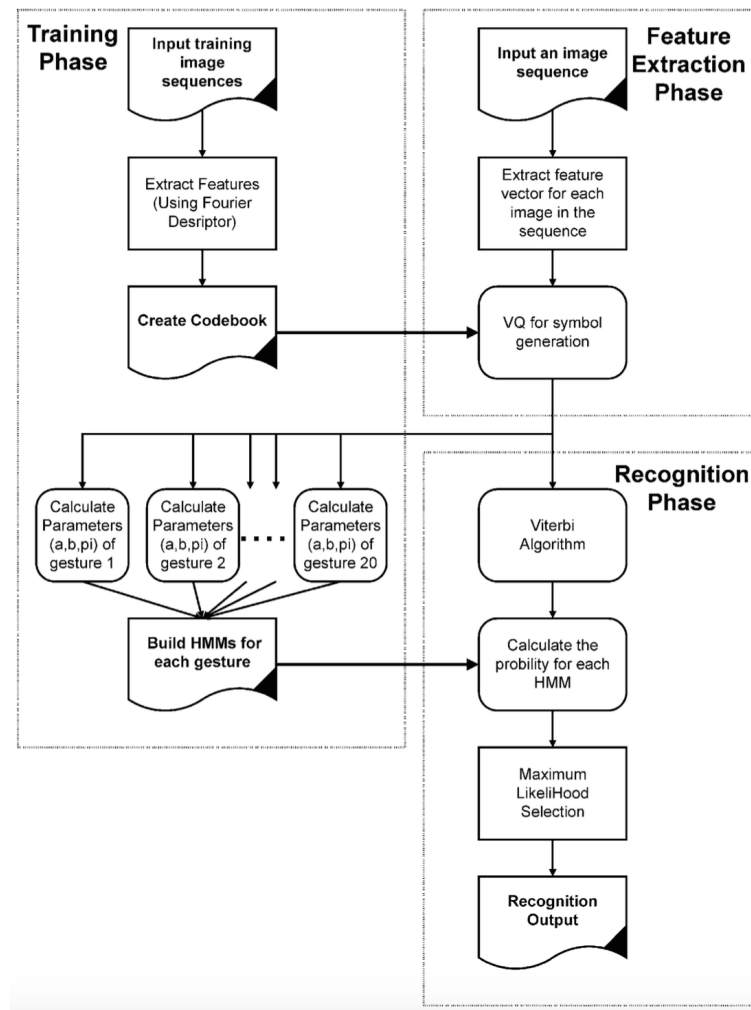 Training
Phase
Input training
image
sequences
Extract Features
(Using Fourier
Desriptor)
Create Codebook
Calculate
Parameters
(a,b,pi) of
gesture 1
Calculate
Parameters
(a,b,pi) of
gesture 2
....
Calculate
Parameters
(a,b,pi) of
gesture 20
Build HMMs for
each gesture
Feature
Extraction
Phase
Input an image
sequence
Extract feature
vector for each
image in the
sequence
VQ for symbol
generation
Recognition
Phase
Viterbi
Algorithm
Calculate the
probility for each
HMM
Maximum
LikeliHood
Selection
Recognition
Output